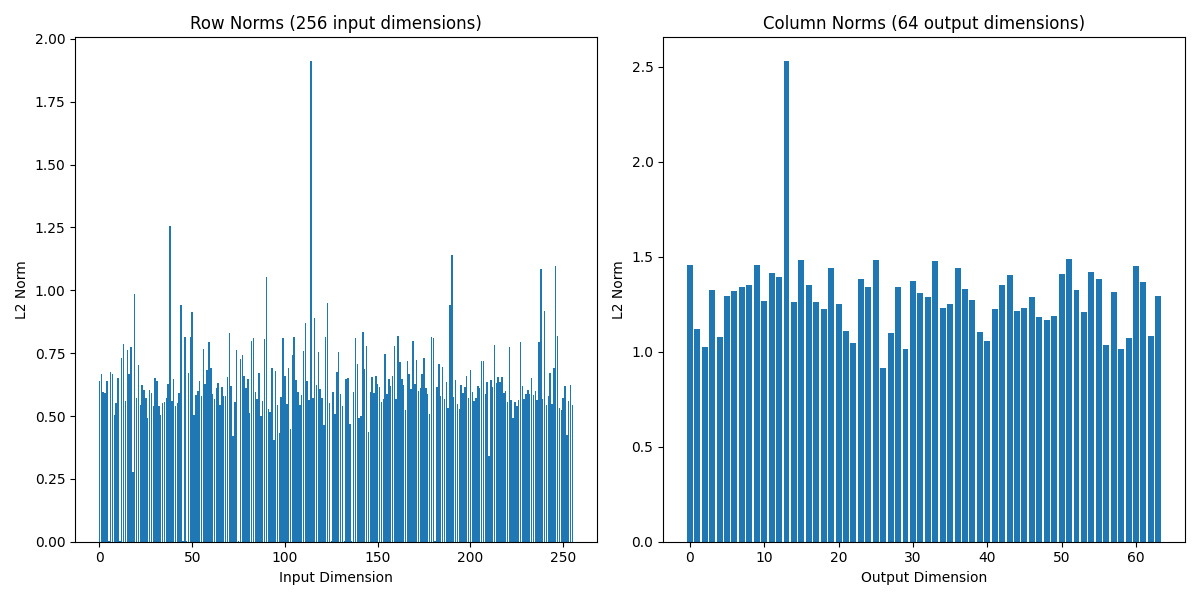 Row Norms (256 input dimensions)
L2 Norm
2.00
1.75
1.50
1.25
1.00
0.75
0.50
0.25
0.00
0 50 100 150 200 250
Input Dimension
Column Norms (64 output dimensions)
L2 Norm
2.5
2.0
1.5
1.0
0.5
0.0
0 10 20 30 40 50 60
Output Dimension